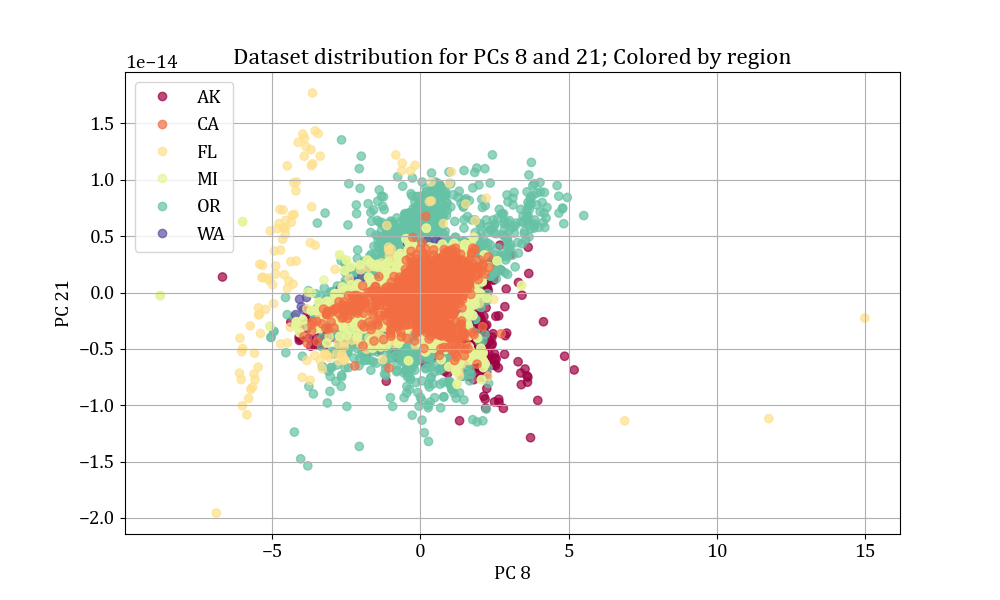 Dataset distribution for PCs 8 and 21; Colored by region
1e−14
AK
CA
FL
MI
OR
WA
1.5
1.0
0.5
0.0
−0.5
−1.0
−1.5
−2.0
PC 21
−5
0
5
10
15
PC 8